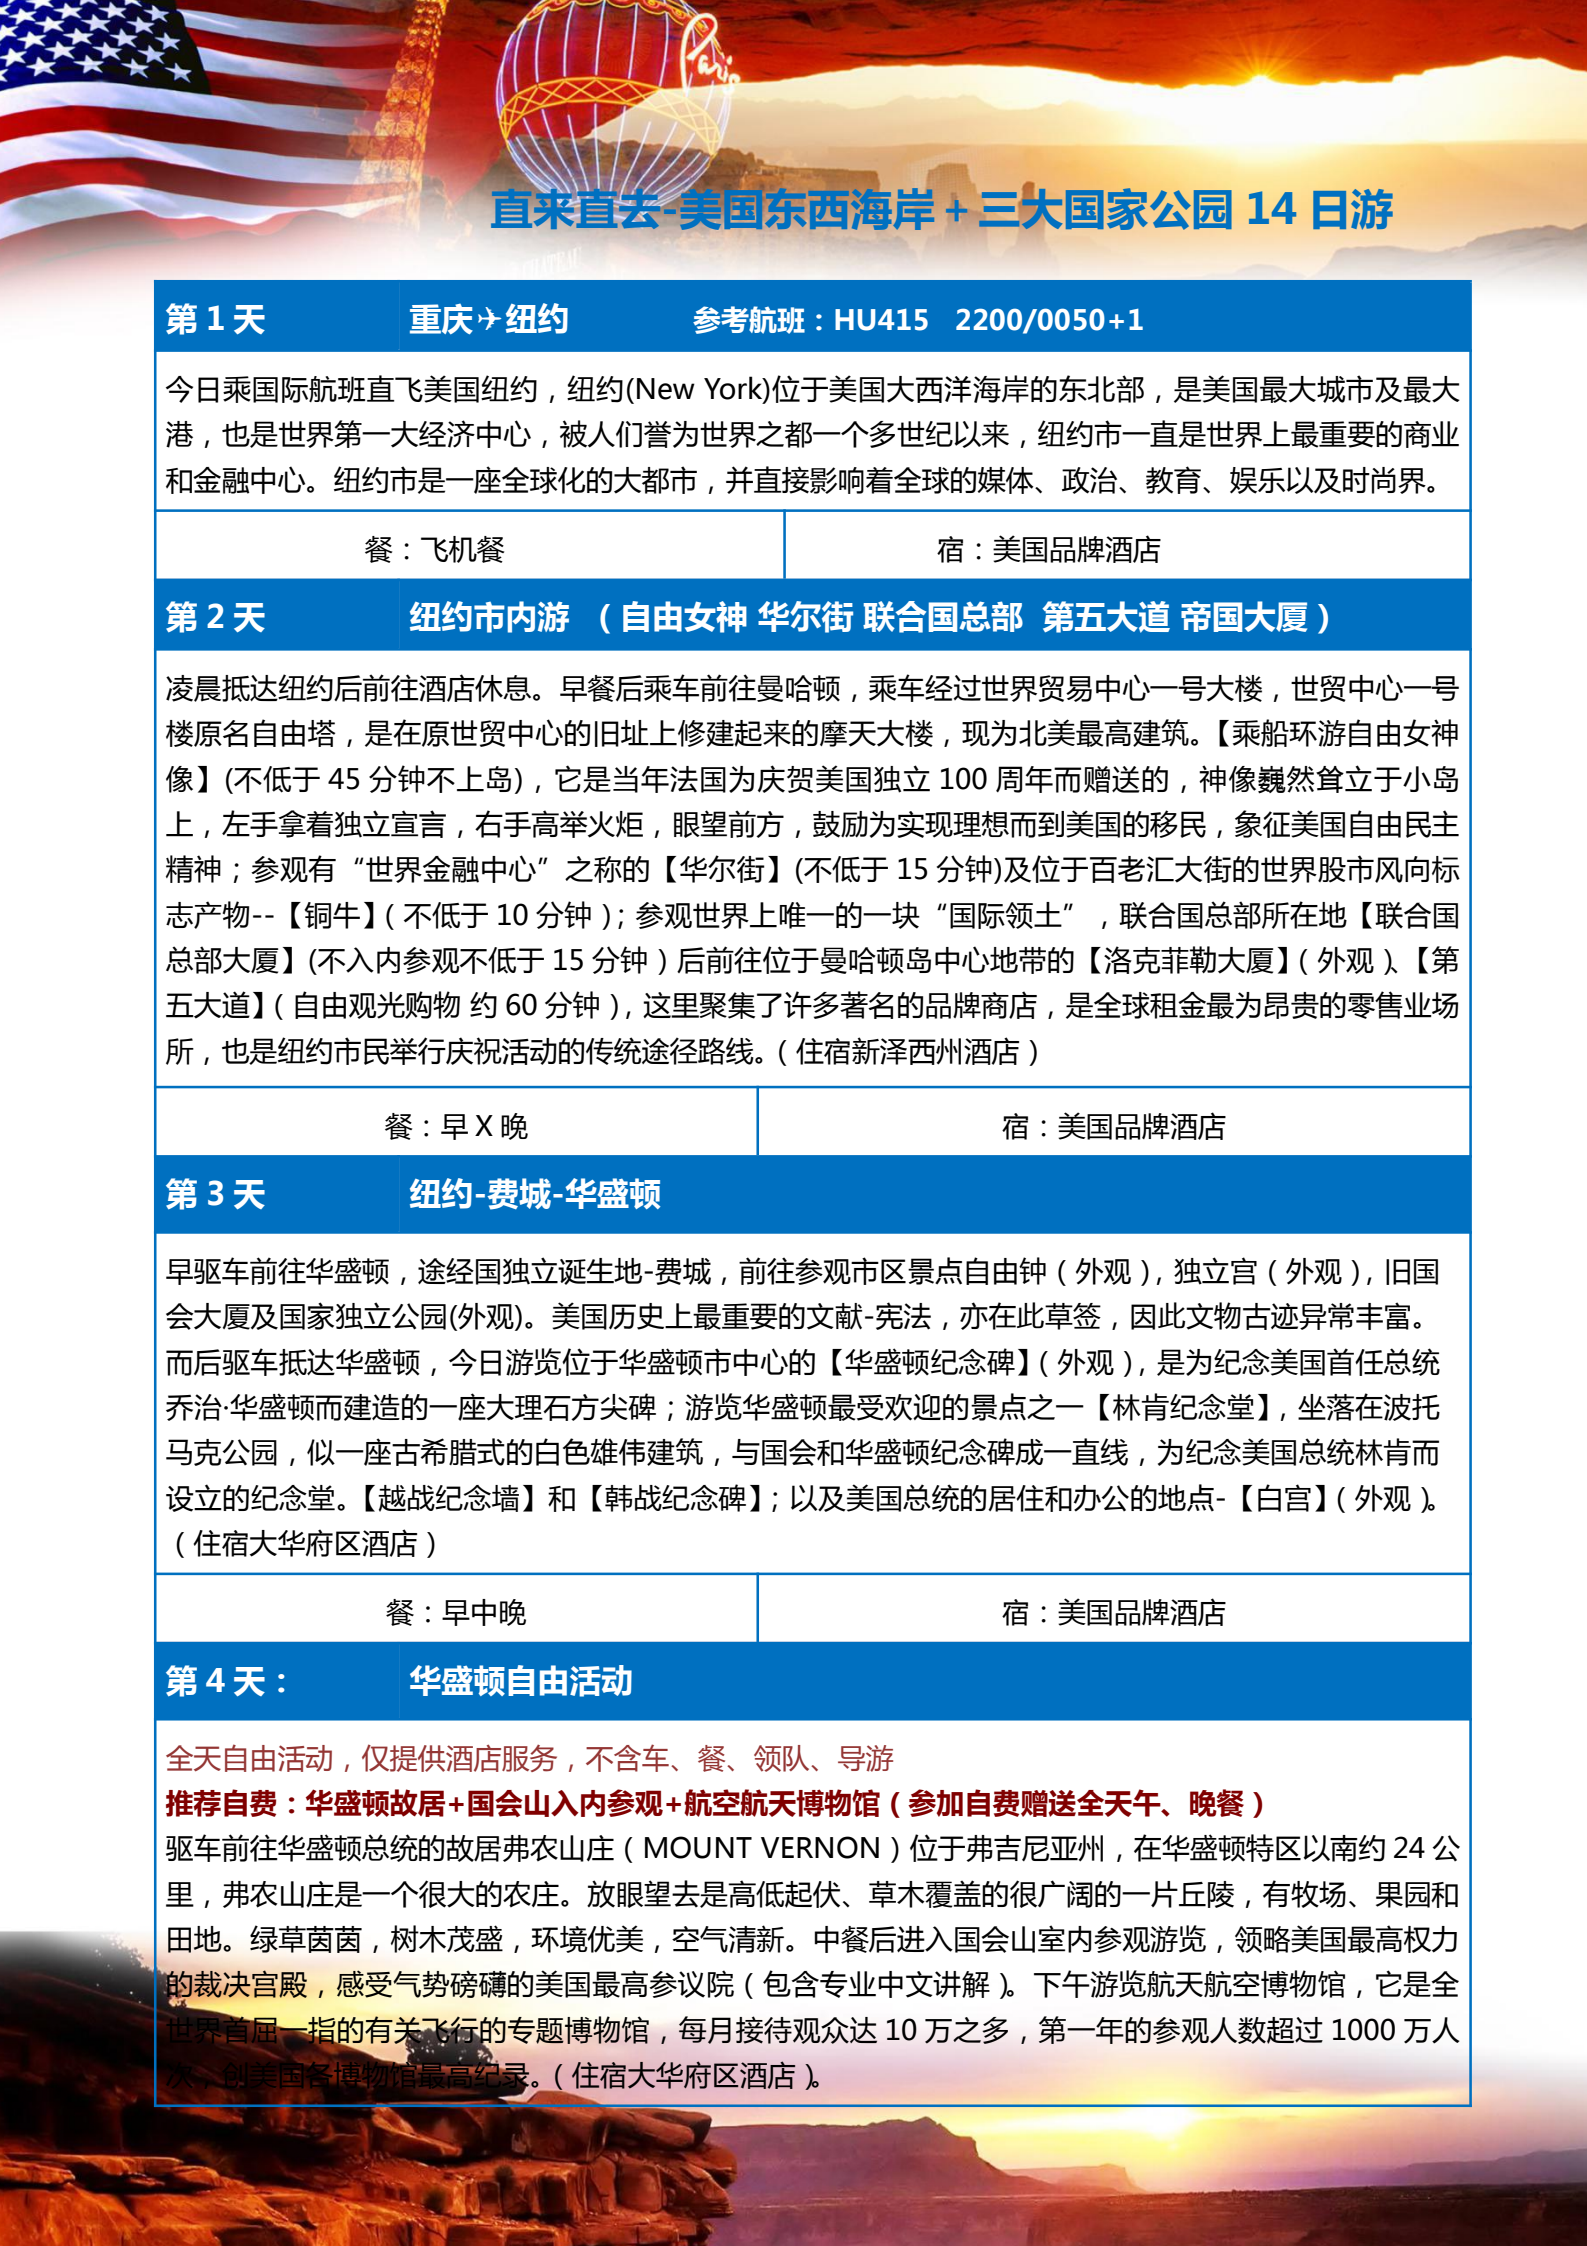 Paris
直来直去-美国东西海岸+三大国家公园 14 日游
第 1 天 重庆✈纽约 参考航班：HU415 2200/0050+1
今日乘国际航班直飞美国纽约，纽约(New York)位于美国大西洋海岸的东北部，是美国最大城市及最大
港，也是世界第一大经济中心，被人们誉为世界之都一个多世纪以来，纽约市一直是世界上最重要的商业
和金融中心。纽约市是一座全球化的大都市，并直接影响着全球的媒体、政治、教育、娱乐以及时尚界。
餐：飞机餐 宿：美国品牌酒店
第 2 天 纽约市内游 （自由女神 华尔街 联合国总部 第五大道 帝国大厦）
凌晨抵达纽约后前往酒店休息。早餐后乘车前往曼哈顿，乘车经过世界贸易中心一号大楼，世贸中心一号
楼原名自由塔，是在原世贸中心的旧址上修建起来的摩天大楼，现为北美最高建筑。【乘船环游自由女神
像】(不低于 45 分钟不上岛)，它是当年法国为庆贺美国独立 100 周年而赠送的，神像巍然耸立于小岛
上，左手拿着独立宣言，右手高举火炬，眼望前方，鼓励为实现理想而到美国的移民，象征美国自由民主
精神；参观有“世界金融中心”之称的【华尔街】(不低于 15 分钟)及位于百老汇大街的世界股市风向标
志产物--【铜牛】（不低于 10 分钟）；参观世界上唯一的一块“国际领土”，联合国总部所在地【联合国
总部大厦】(不入内参观不低于 15 分钟）后前往位于曼哈顿岛中心地带的【洛克菲勒大厦】（外观）、【第
五大道】（自由观光购物 约 60 分钟），这里聚集了许多著名的品牌商店，是全球租金最为昂贵的零售业场
所，也是纽约市民举行庆祝活动的传统途径路线。（住宿新泽西州酒店）
餐：早 X 晚 宿：美国品牌酒店
第 3 天 纽约-费城-华盛顿
早驱车前往华盛顿，途经国独立诞生地-费城，前往参观市区景点自由钟（外观），独立宫（外观），旧国
会大厦及国家独立公园(外观)。美国历史上最重要的文献-宪法，亦在此草签，因此文物古迹异常丰富。
而后驱车抵达华盛顿，今日游览位于华盛顿市中心的【华盛顿纪念碑】（外观），是为纪念美国首任总统
乔治·华盛顿而建造的一座大理石方尖碑；游览华盛顿最受欢迎的景点之一【林肯纪念堂】，坐落在波托
马克公园，似一座古希腊式的白色雄伟建筑，与国会和华盛顿纪念碑成一直线，为纪念美国总统林肯而
设立的纪念堂。【越战纪念墙】和【韩战纪念碑】；以及美国总统的居住和办公的地点-【白宫】（外观）。
（住宿大华府区酒店）
餐：早中晚 宿：美国品牌酒店
第 4 天： 华盛顿自由活动
全天自由活动，仅提供酒店服务，不含车、餐、领队、导游
推荐自费：华盛顿故居+国会山入内参观+航空航天博物馆（参加自费赠送全天午、晚餐）
驱车前往华盛顿总统的故居弗农山庄（MOUNT VERNON）位于弗吉尼亚州，在华盛顿特区以南约 24 公
里，弗农山庄是一个很大的农庄。放眼望去是高低起伏、草木覆盖的很广阔的一片丘陵，有牧场、果园和
田地。绿草茵茵，树木茂盛，环境优美，空气清新。中餐后进入国会山室内参观游览，领略美国最高权力
的裁决宫殿，感受气势磅礴的美国最高参议院（包含专业中文讲解）。下午游览航天航空博物馆，它是全
世界首屈一指的有关飞行的专题博物馆，每月接待观众达 10 万之多，第一年的参观人数超过 1000 万人
次，创美国各博物馆最高纪录。（住宿大华府区酒店）。